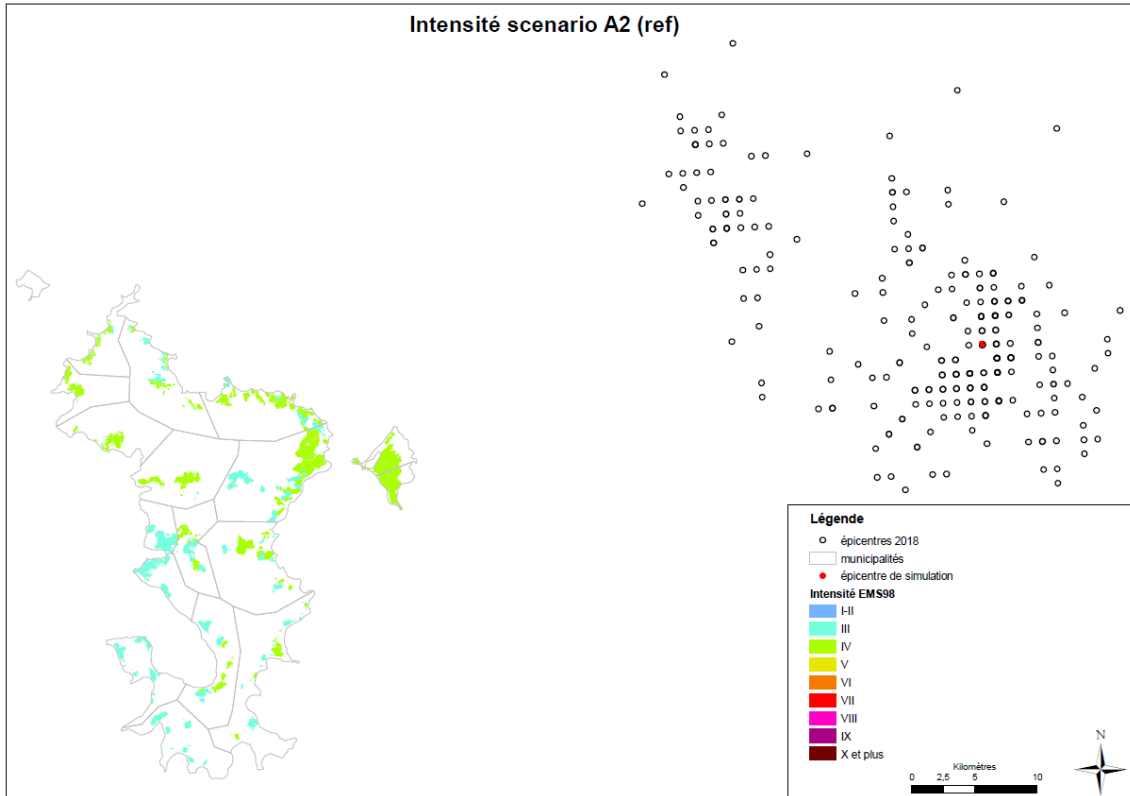 Intensité scenario A2 (ref)
Légende
épicentres 2018
municipalités
épicentre de simulation
Intensité EMS98
I-II
III
IV
V
VI
VII
VIII
IX
X et plus
N
Kilomètres
0 2,5 5 10